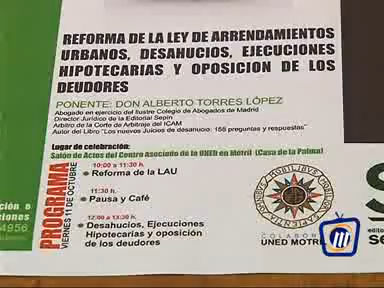 REFORMA DE LA LEY DE ARRENDAMIENTOS
URBANOS, DESAHUCIOS, EJECUCIONES
HIPOTECARIAS Y OPOSICION DE LOS
DEUDORES
PONENTE: DON ALBERTO TORRES LÓPEZ
Abogado en ejercicio del Ilustre Colegio de Abogados de Madrid
Director Jurídico de la Editorial Sepin
Arbitro de la Corte de Arbitraje del ICAM
Autor del Libro "Los nuevos Juicios de desahucio: 156 preguntas y respuestas"
Lugar de celebración:
Salón de Actos del Centro asociado de la UNED en Motril (Casa de la Palma)
PROGRAMA
VIERNES 11 DE OCTUBRE
10:00 a 11:30 h.
Reforma de la LAU
11:30 h.
Pausa y Café
12:00 a 13:30 h.
Desahucios, Ejecuciones
Hipotecarias y oposición
de los deudores
COLABORA
UNED MOTRIL
4956